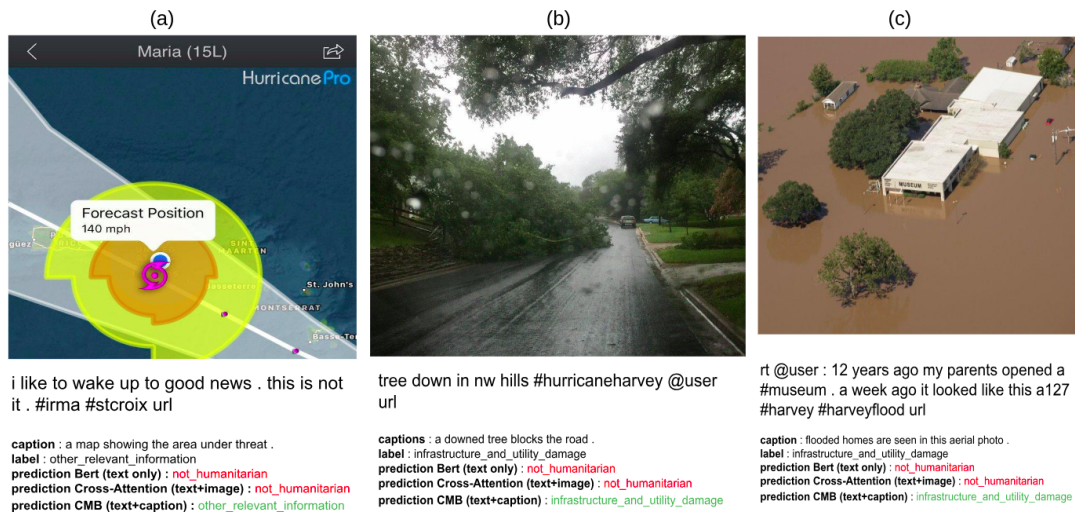 (a)
Maria (15L)
HurricanePro
Forecast Position
140 mph
güez
SINT
MAARTEN
Basseterre
St. John's
MONTSERRAT
Basse-Ter
i like to wake up to good news . this is not
it . #irma #stcroix url
caption : a map showing the area under threat .
label : other_relevant_information
prediction Bert (text only) : not_humanitarian
prediction Cross-Attention (text+image) : not_humanitarian
prediction CMB (text+caption) : other_relevant_information
(b)
tree down in nw hills #hurricaneharvey @user
url
captions : a downed tree blocks the road .
label : infrastructure_and_utility_damage
prediction Bert (text only) : not_humanitarian
prediction Cross-Attention (text+image) : not_humanitarian
prediction CMB (text+caption) : infrastructure_and_utility_damage
(c)
MUSEUM
rt @user : 12 years ago my parents opened a
#museum . a week ago it looked like this a127
#harvey #harveyflood url
caption : flooded homes are seen in this aerial photo .
label : infrastructure_and_utility_damage
prediction Bert (text only) : not_humanitarian
prediction Cross-Attention (text+image) : not_humanitarian
prediction CMB (text+caption) : infrastructure_and_utility_damage